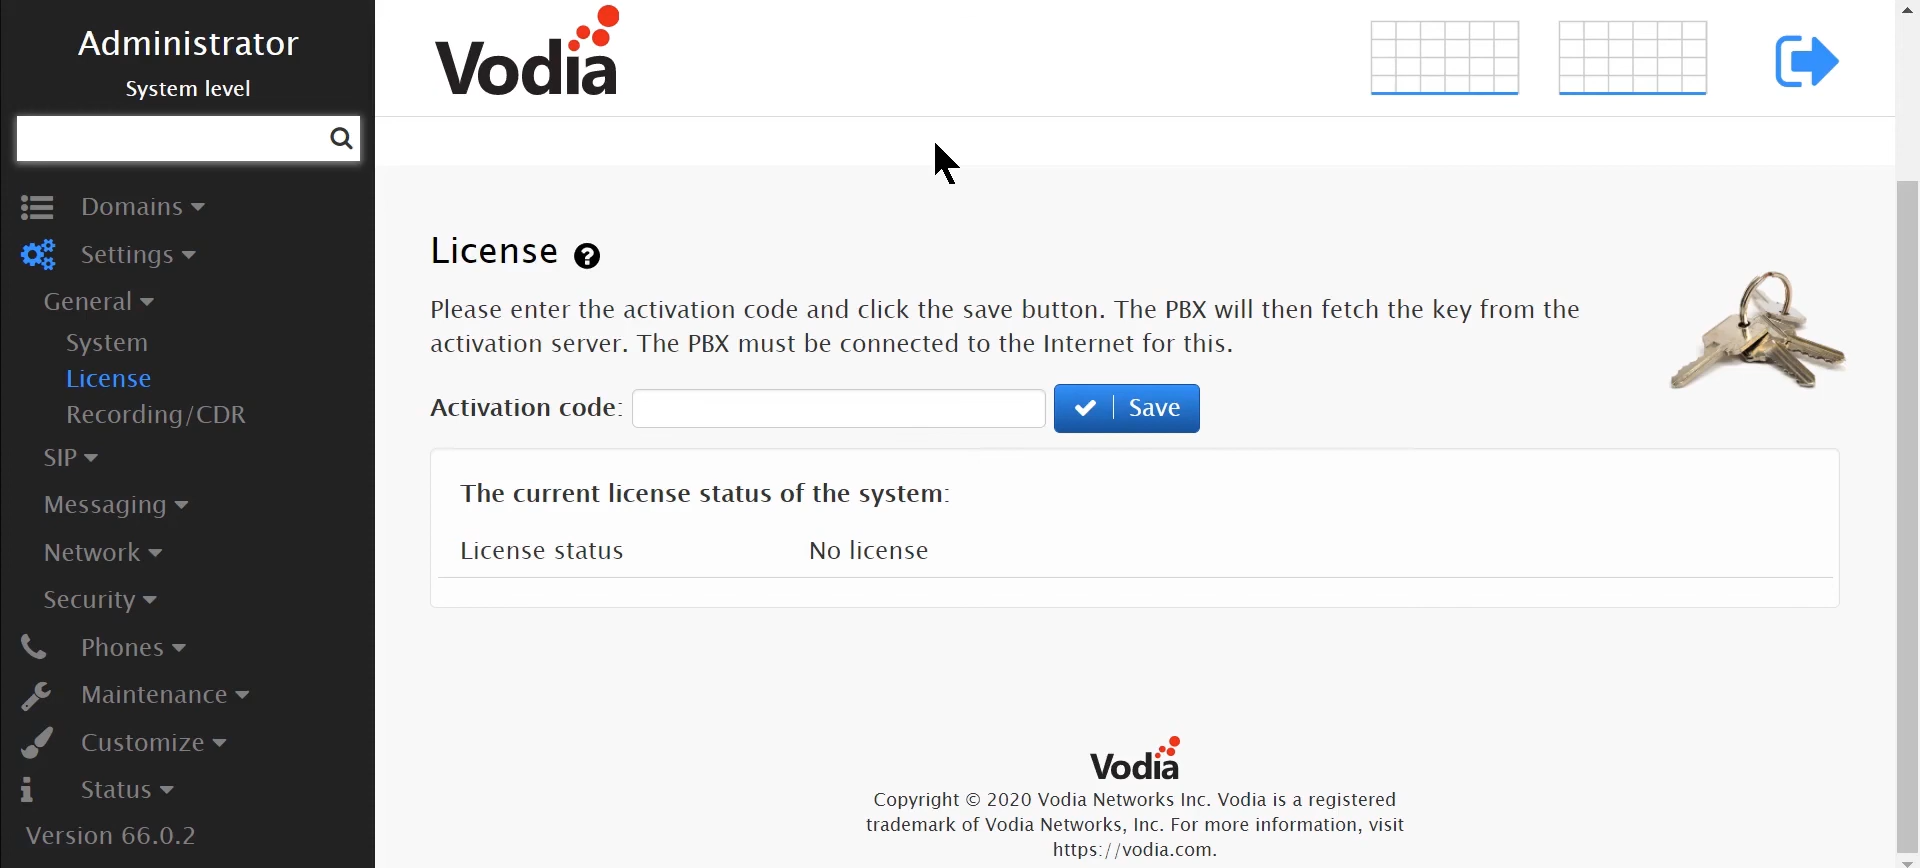 Administrator
System level
Domains
Settings
General
System
License
Recording/CDR
SIP
Messaging
Network
Security
Phones
Maintenance
Customize
Status
Version 66.0.2
Vodia
License
Please enter the activation code and click the save button. The PBX will then fetch the key from the
activation server. The PBX must be connected to the Internet for this.
Activation code:
Save
The current license status of the system:
License status No license
Vodia
Copyright © 2020 Vodia Networks Inc. Vodia is a registered
trademark of Vodia Networks, Inc. For more information, visit
https://vodia.com.